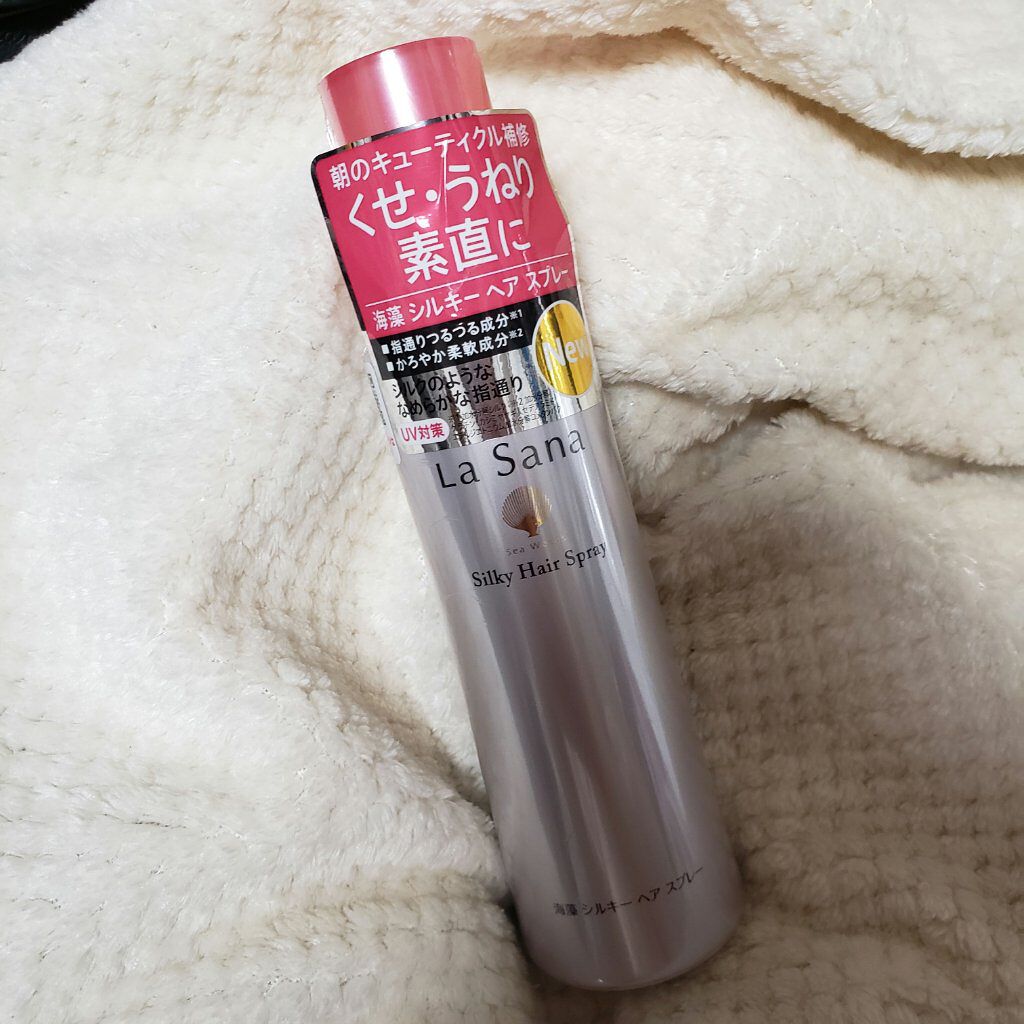 朝のキューティクル補修
くせ・うねり
素直に
海藻 シルキー ヘア スプレー
■指通りつるつる成分※1
■かろやか柔軟成分※2
New
シルクのような
なめらかな指通り
UV対策
La Sana
Sea
Silky Hair Spray
海藻 シルキー ヘア スプレー